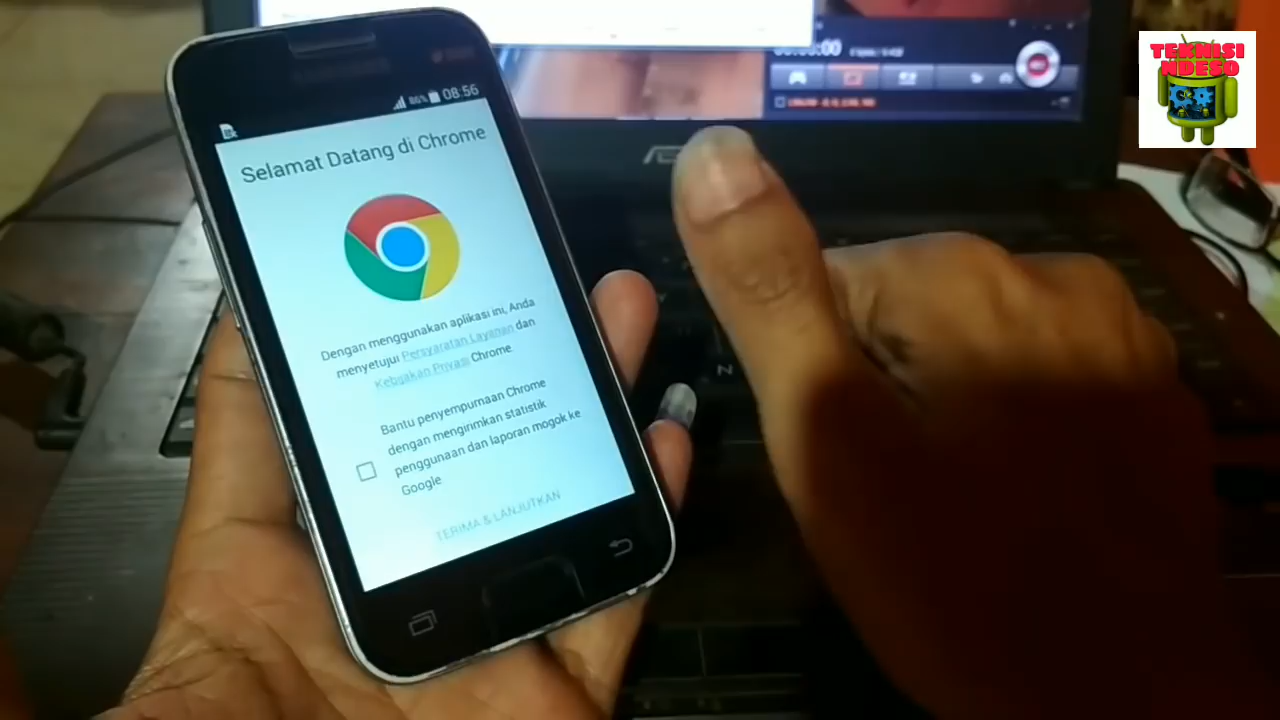 TEKNISI
NDESO
86% 08:56
Selamat Datang di Chrome
Dengan menggunakan aplikasi ini, Anda
menyetujui Persyaratan Layanan dan
Kebijakan Privasi Chrome.
Bantu penyempurnaan Chrome
dengan mengirimkan statistik
penggunaan dan laporan mogok ke
Google
TERIMA & LANJUTKAN
N